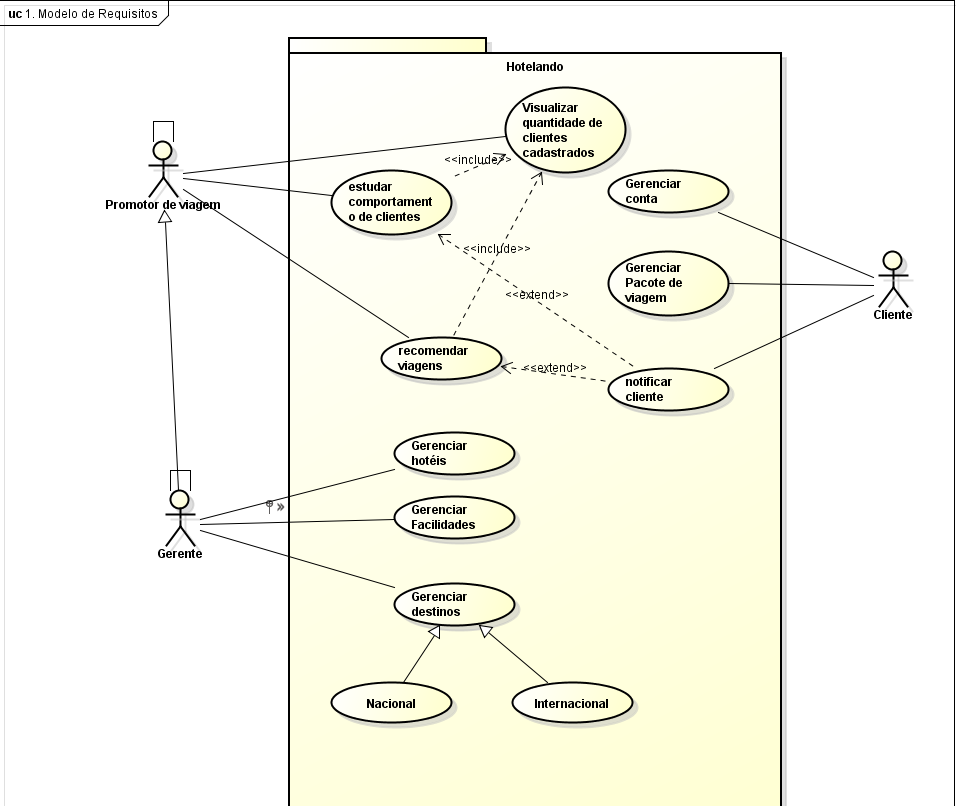 uc 1. Modelo de Requisitos
Hotelando
Visualizar
quantidade de
clientes
cadastrados
<<include>>
estudar
comportament
o de clientes
Gerenciar
conta
Promotor de viagem
<<include>>
Gerenciar
Pacote de
viagem
<<extend>>
Cliente
recomendar
viagens
<<extend>>
notificar
cliente
Gerenciar
hotéis
Gerenciar
Facilidades
Gerente
Gerenciar
destinos
Nacional
Internacional